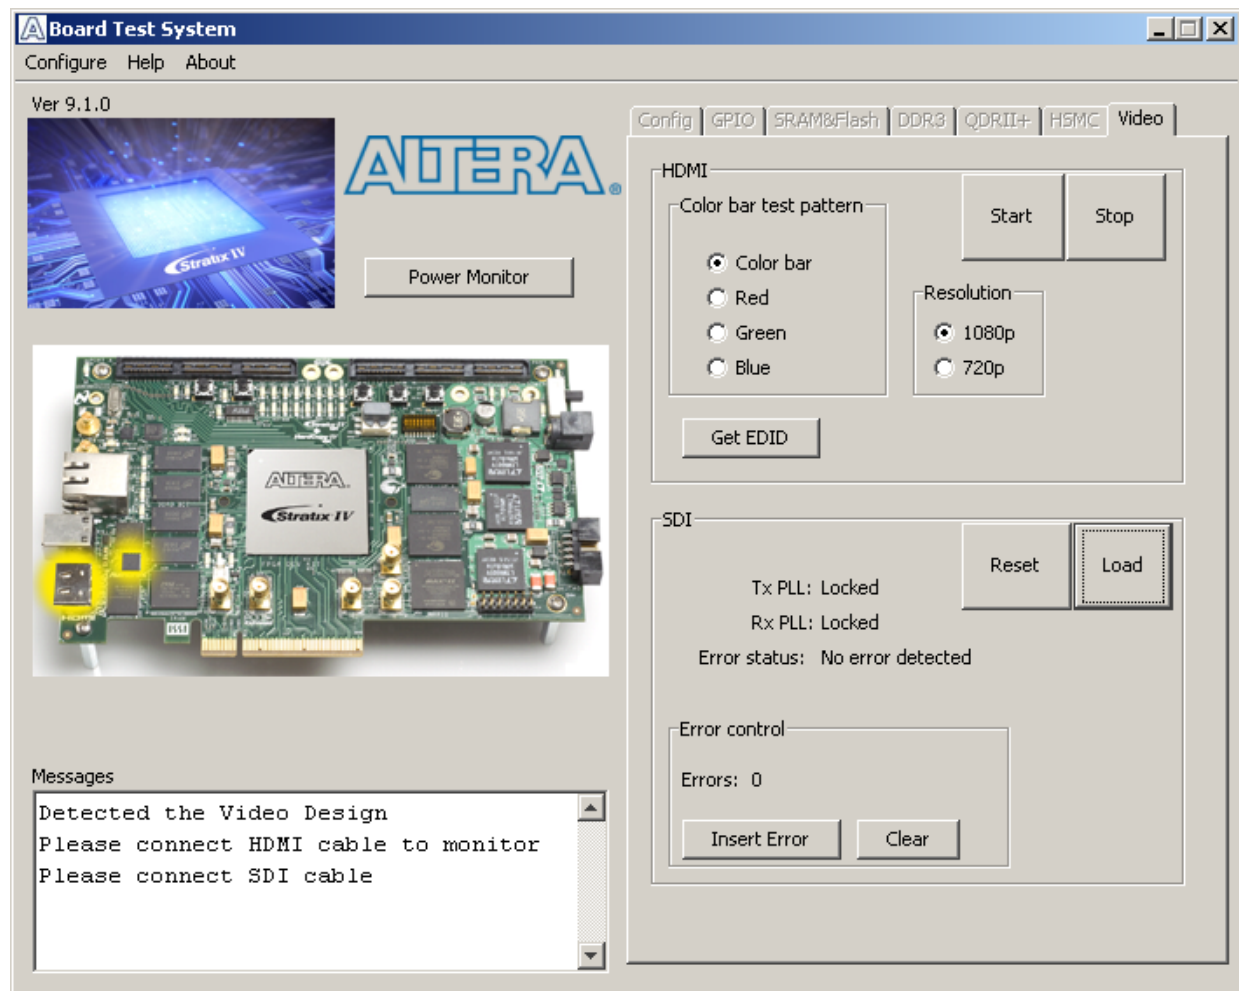 Board Test System
Configure Help About
Ver 9.1.0
Stratix IV
ALTERA®
Power Monitor
ALTERA
Stratix IV
HDMI
Messages
Detected the Video Design
Please connect HDMI cable to monitor
Please connect SDI cable
Config GPIO SRAM&Flash DDR3 QDRII+ HSMC Video
HDMI
Color bar test pattern
Color bar
Red
Green
Blue
Start Stop
Resolution
1080p
720p
Get EDID
SDI
Reset Load
Tx PLL: Locked
Rx PLL: Locked
Error status: No error detected
Error control
Errors: 0
Insert Error Clear